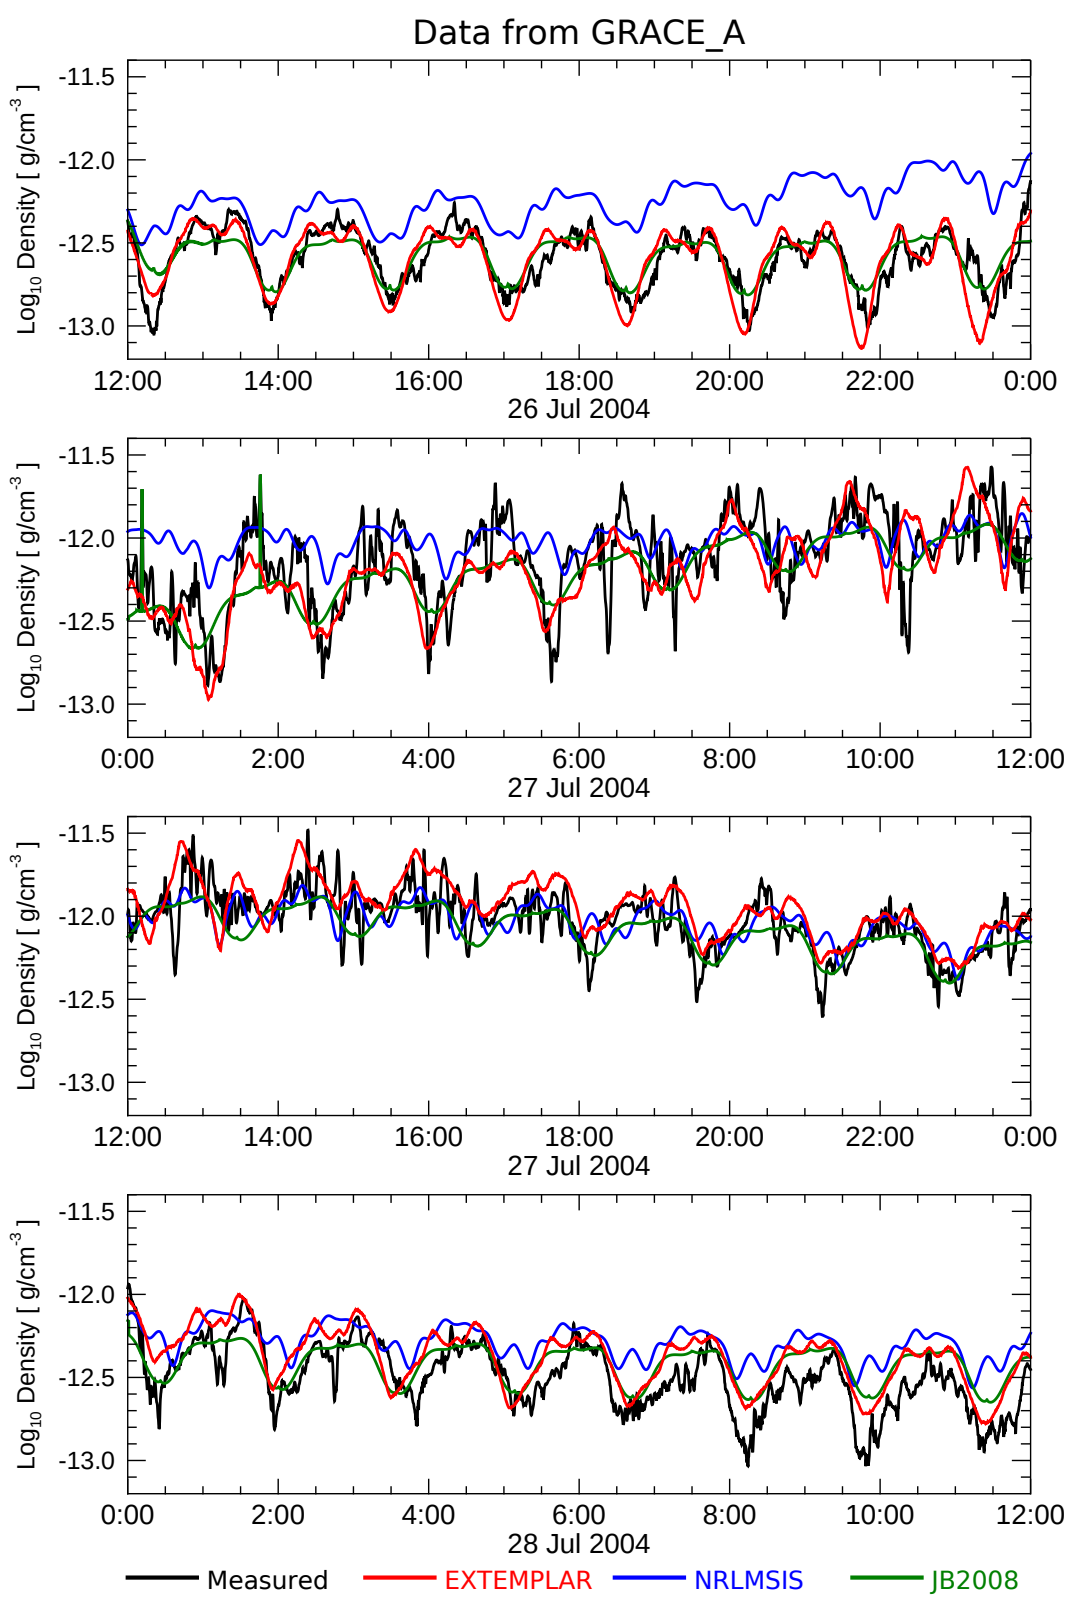 Data from GRACE_A
Log10 Density [ g/cm-3 ]
-11.5
-12.0
-12.5
-13.0
12:00 14:00 16:00 18:00 20:00 22:00 0:00
26 Jul 2004
Log10 Density [ g/cm-3 ]
-11.5
-12.0
-12.5
-13.0
0:00 2:00 4:00 6:00 8:00 10:00 12:00
27 Jul 2004
Log10 Density [ g/cm-3 ]
-11.5
-12.0
-12.5
-13.0
12:00 14:00 16:00 18:00 20:00 22:00 0:00
27 Jul 2004
Log10 Density [ g/cm-3 ]
-11.5
-12.0
-12.5
-13.0
0:00 2:00 4:00 6:00 8:00 10:00 12:00
28 Jul 2004
Measured EXTEMPLAR NRLMSIS JB2008